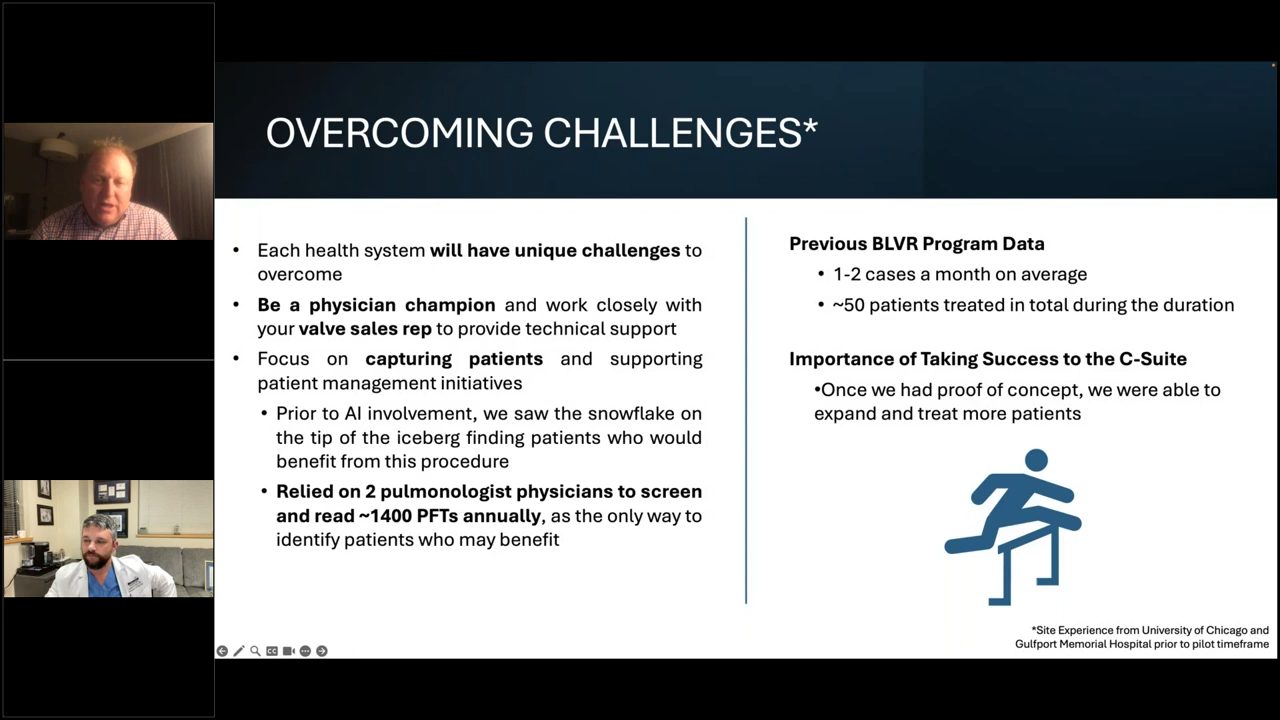 OVERCOMING CHALLENGES*
• Each health system will have unique challenges to
overcome
• Be a physician champion and work closely with
your valve sales rep to provide technical support
• Focus on capturing patients and supporting
patient management initiatives
• Prior to AI involvement, we saw the snowflake on
the tip of the iceberg finding patients who would
benefit from this procedure
• Relied on 2 pulmonologist physicians to screen
and read ~1400 PFTs annually, as the only way to
identify patients who may benefit
Previous BLVR Program Data
• 1-2 cases a month on average
• ~50 patients treated in total during the duration
Importance of Taking Success to the C-Suite
•Once we had proof of concept, we were able to
expand and treat more patients
*Site Experience from University of Chicago and
Gulfport Memorial Hospital prior to pilot timeframe